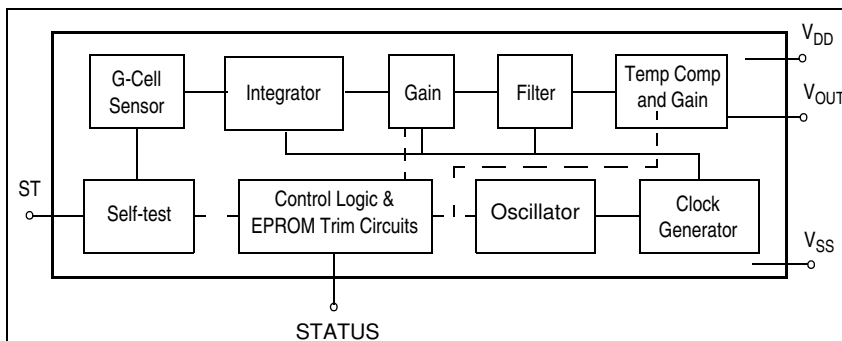 V_DD
G-Cell
Sensor
Integrator
Gain
Filter
Temp Comp
and Gain
V_OUT
ST
Self-test
Control Logic &
EPROM Trim Circuits
Oscillator
Clock
Generator
V_SS
STATUS